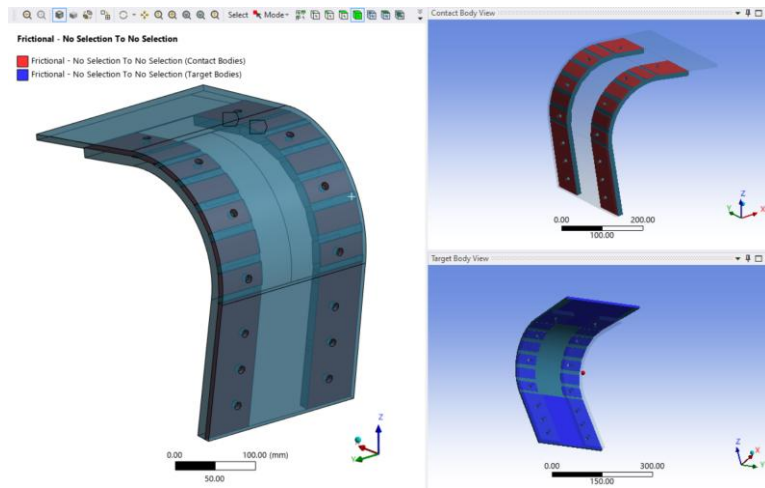 Select Mode
Frictional - No Selection To No Selection
Frictional - No Selection To No Selection (Contact Bodies)
Frictional - No Selection To No Selection (Target Bodies)
0.00 100.00 (mm)
50.00
Z
Y
Contact Body View
0.00 200.00
100.00
Z
Y X
Target Body View
0.00 300.00
150.00
Z
X
Y